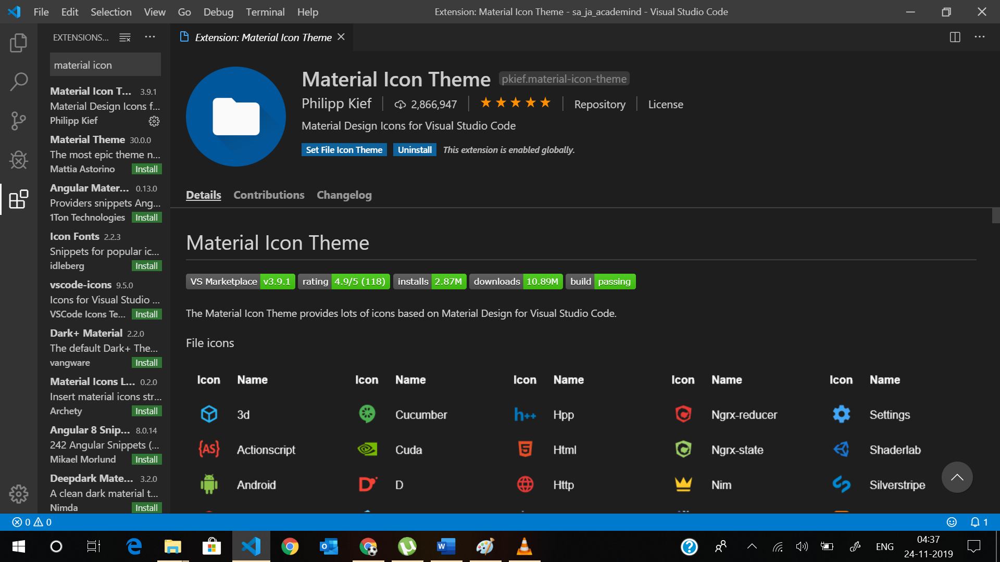 File Edit Selection View Go Debug Terminal Help
Extension: Material Icon Theme - sa_ja_academind - Visual Studio Code
EXTENSIONS...
Extension: Material Icon Theme
material icon
Material Icon T... 3.9.1
Material Design Icons f...
Philipp Kief
Material Theme 30.0.0
The most epic theme n...
Mattia Astorino Install
Angular Mater... 0.13.0
Providers snippets Ang...
1Ton Technologies Install
Icon Fonts 2.2.3
Snippets for popular ic...
idleberg Install
vscode-icons 9.5.0
Icons for Visual Studio ...
VSCode Icons Te... Install
Dark+ Material 2.2.0
The default Dark+ The...
vangware Install
Material Icons L... 0.2.0
Insert material icons str...
Archety Install
Angular 8 Snip... 8.0.14
242 Angular Snippets (...
Mikael Morlund Install
Deepdark Mate... 3.2.0
A clean dark material t...
Nimda Install
Material Icon Theme pkief.material-icon-theme
Philipp Kief 2,866,947 ★★★★★ Repository License
Material Design Icons for Visual Studio Code
Set File Icon Theme Uninstall This extension is enabled globally.
Details Contributions Changelog
Material Icon Theme
VS Marketplace v3.9.1 rating 4.9/5 (118) installs 2.87M downloads 10.89M build passing
The Material Icon Theme provides lots of icons based on Material Design for Visual Studio Code.
File icons
Icon Name Icon Name Icon Name Icon Name Icon Name
3d Cucumber h++ Hpp Ngrx-reducer Settings
{AS} Actionscript Cuda 5 Html Ngrx-state Shaderlab
Android D D Http Nim Silverstripe
0 0
1
ENG
04:37
24-11-2019